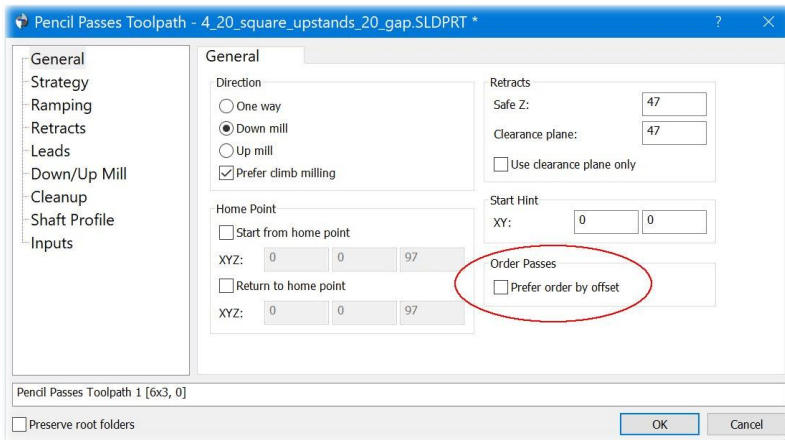 Pencil Passes Toolpath - 4_20_square_upstands_20_gap.SLDPRT *
General
Strategy
Ramping
Retracts
Leads
Down/Up Mill
Cleanup
Shaft Profile
Inputs
General
Direction
One way
Down mill
Up mill
Prefer climb milling
Home Point
Start from home point
XYZ: 0 0 97
Return to home point
XYZ: 0 0 97
Retracts
Safe Z: 47
Clearance plane: 47
Use clearance plane only
Start Hint
XY: 0 0
Order Passes
Prefer order by offset
Pencil Passes Toolpath 1 [6x3, 0]
Preserve root folders
OK Cancel